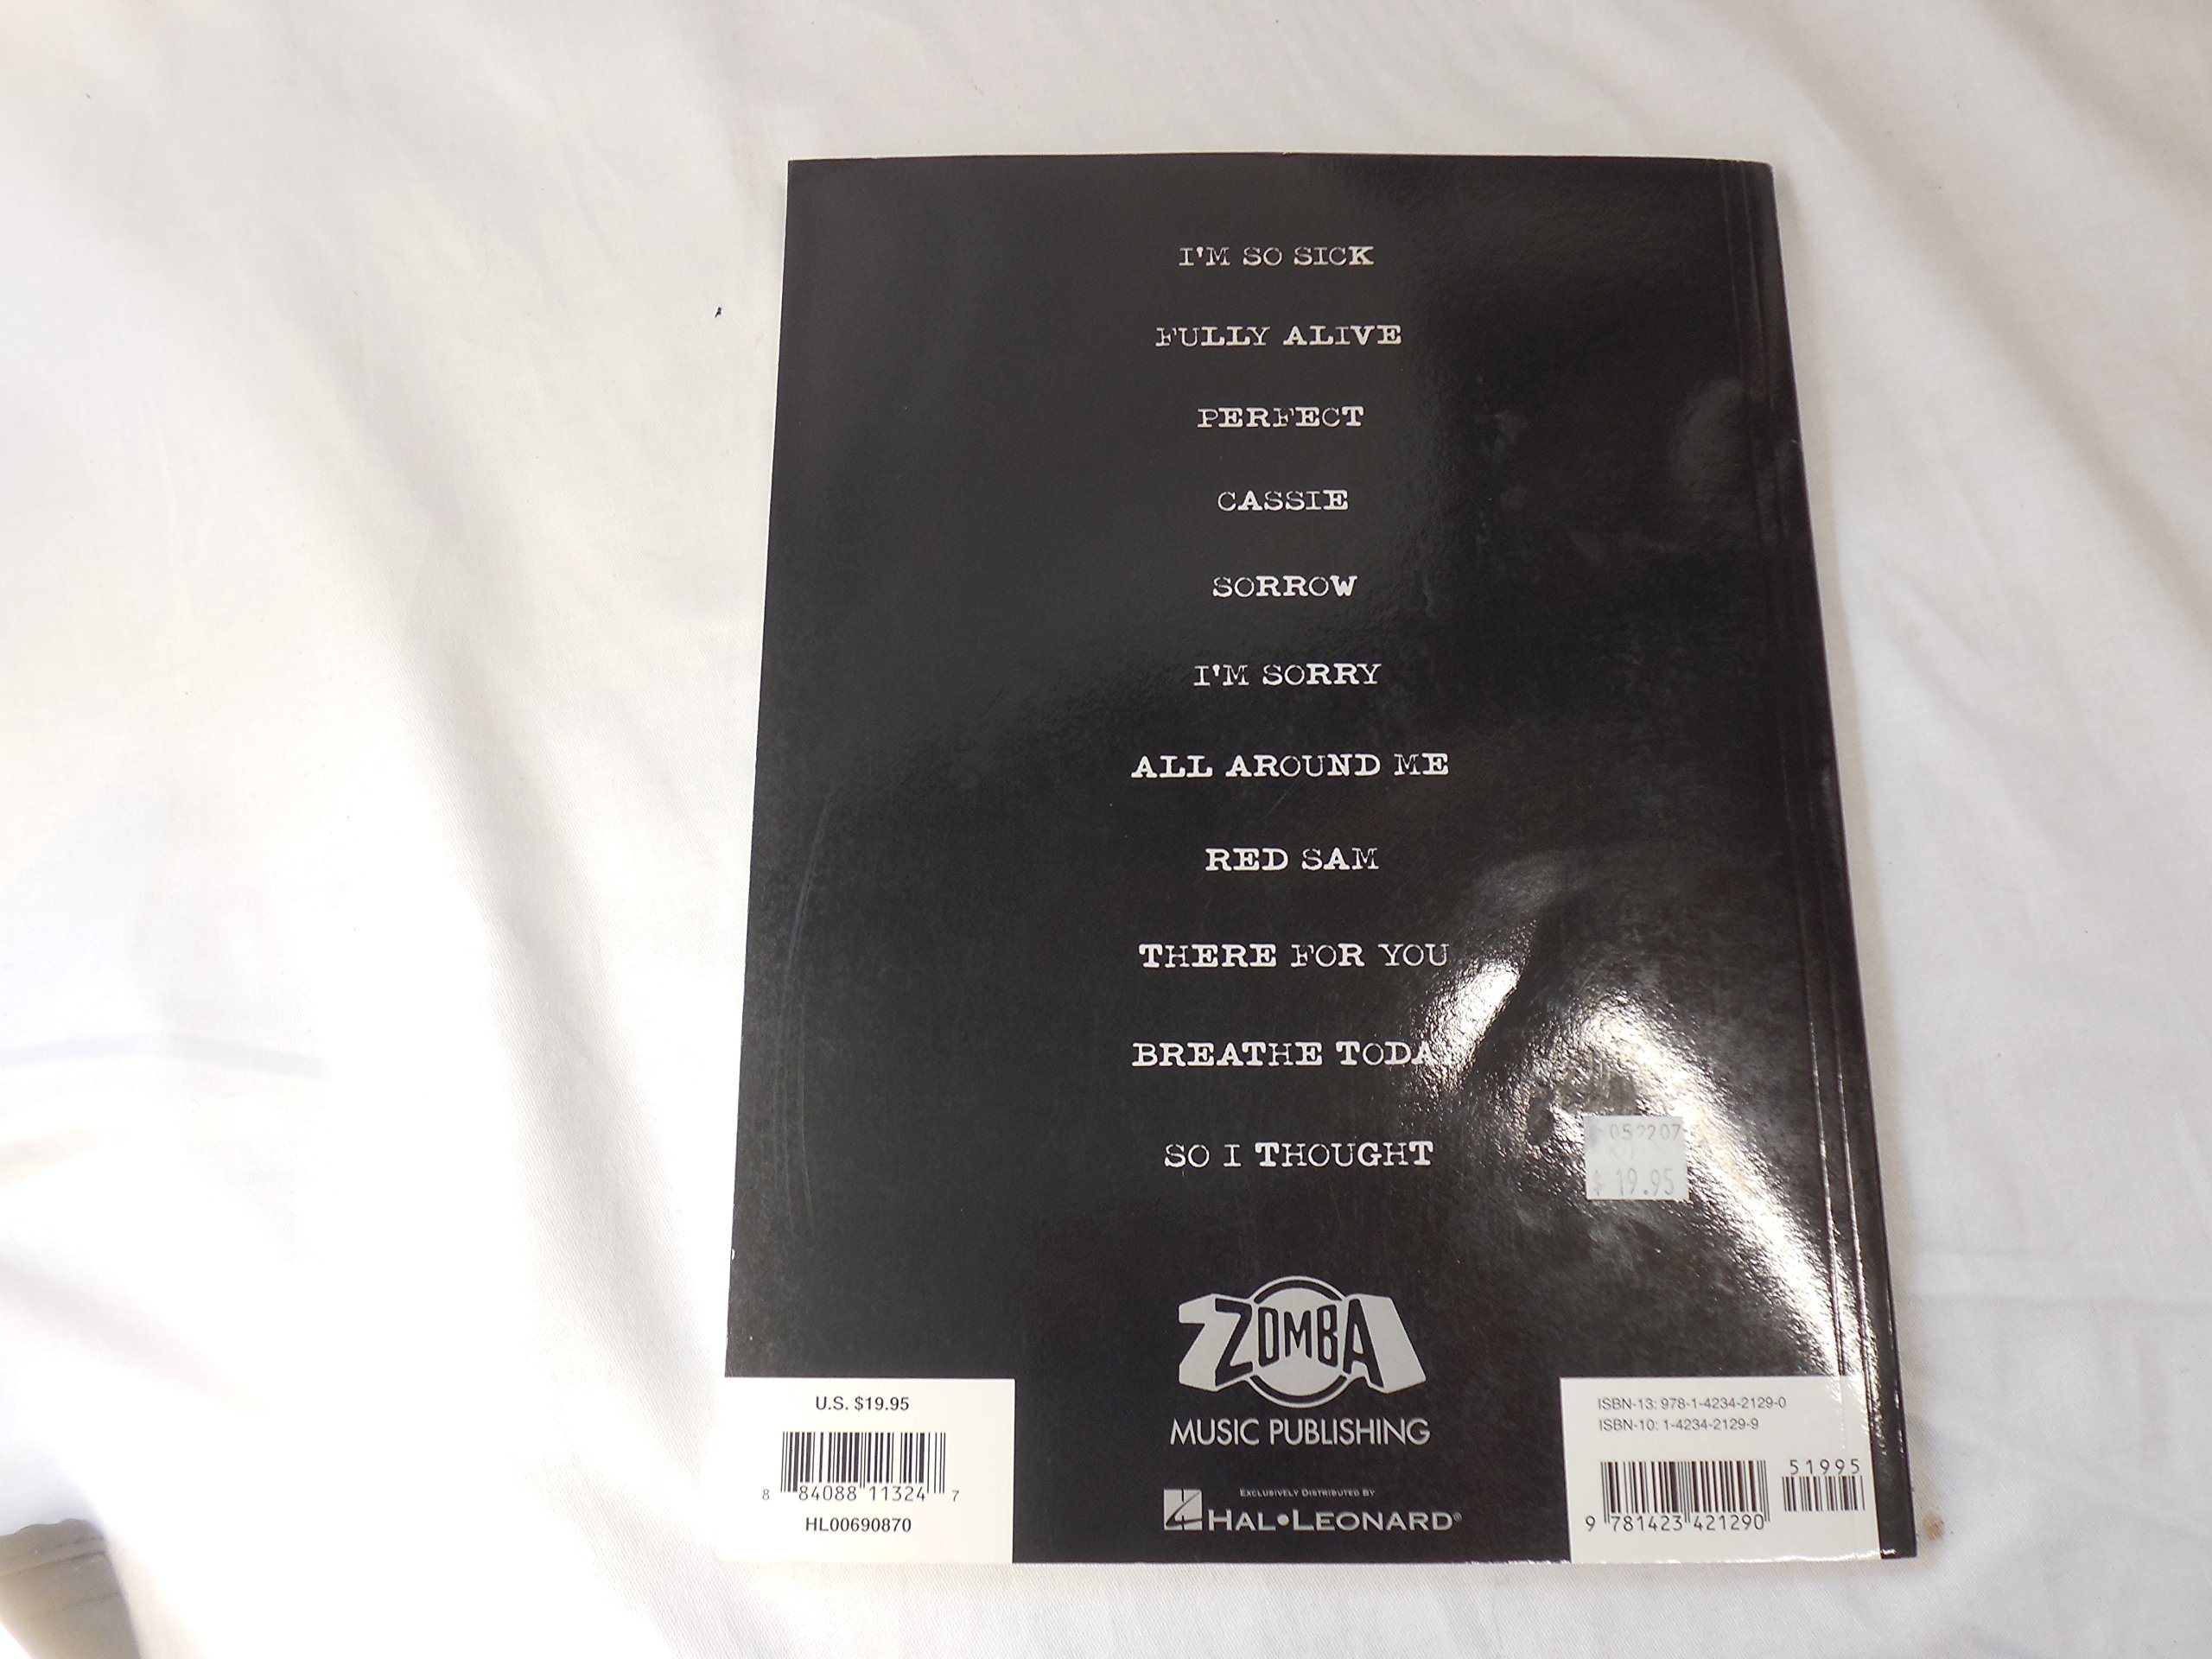 I'M SO SICK
FULLY ALIVE
PERFECT
CASSIE
SORROW
I'M SORRY
ALL AROUND ME
RED SAM
THERE FOR YOU
BREATHE TODA
SO I THOUGHT
$ 19.95
ZOMBA
MUSIC PUBLISHING
EXCLUSIVELY DISTRIBUTED BY
HAL•LEONARD®
U.S. $19.95
8 84088 11324 7
HL00690870
ISBN-13: 978-1-4234-2129-0
ISBN-10: 1-4234-2129-9
51995
9 781423 421290